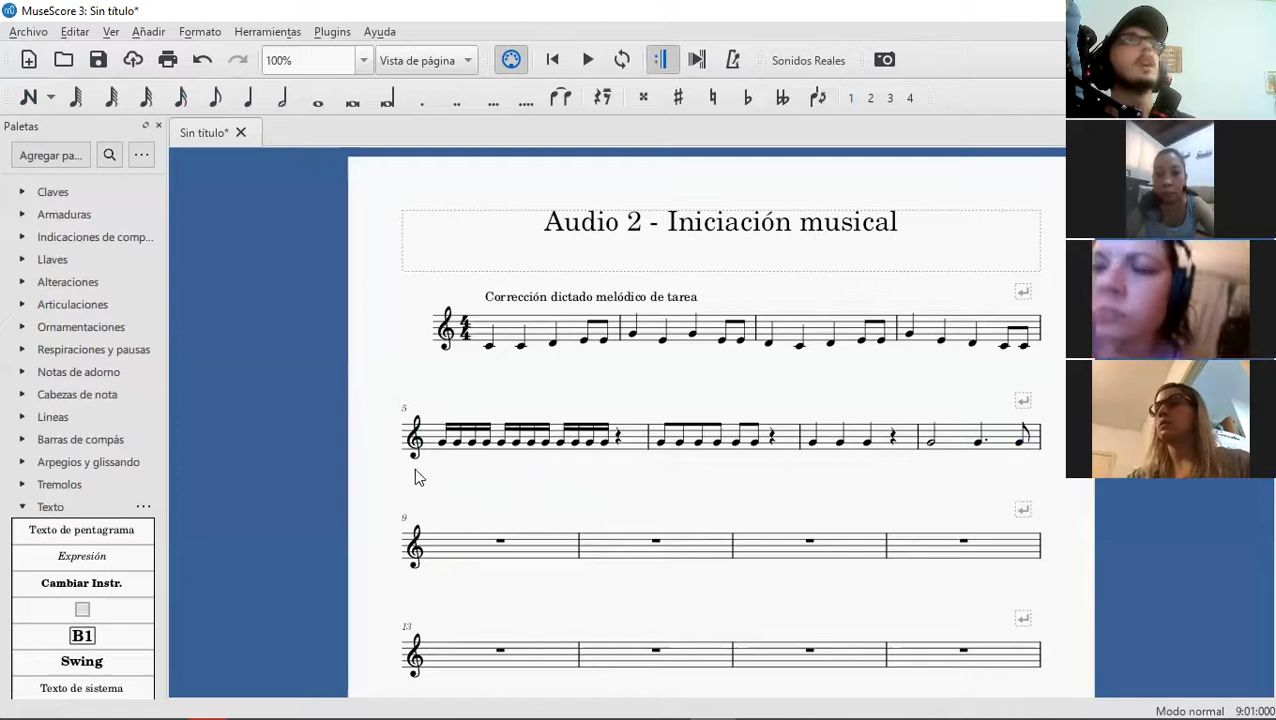 MuseScore 3: Sin título*
Archivo Editar Ver Añadir Formato Herramientas Plugins Ayuda
100% Vista de página Sonidos Reales
1 2 3 4
Paletas
Sin título*
Agregar pa...
Claves
Armaduras
Indicaciones de comp...
Llaves
Alteraciones
Articulaciones
Ornamentaciones
Respiraciones y pausas
Notas de adorno
Cabezas de nota
Líneas
Barras de compás
Arpegios y glissando
Tremolos
Texto
Texto de pentagrama
Expresión
Cambiar Instr.
B1
Swing
Texto de sistema
Audio 2 - Iniciación musical
Corrección dictado melódico de tarea
4
4
5
9
13
Modo normal 9:01:000